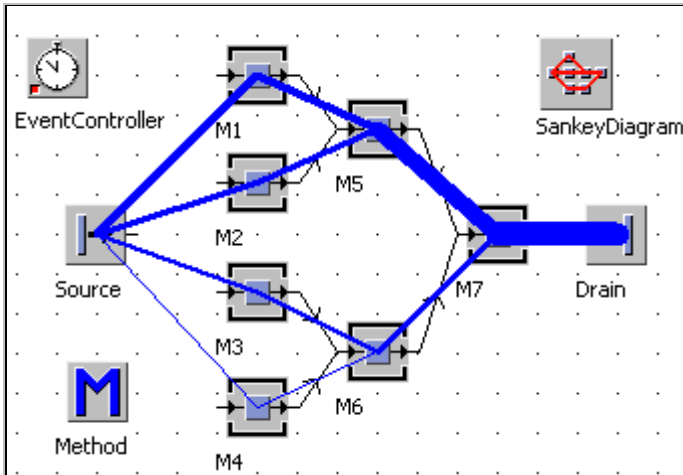 EventController
SankeyDiagram
M1
M5
M2
Source
M7
Drain
M3
M6
M
Method
M4